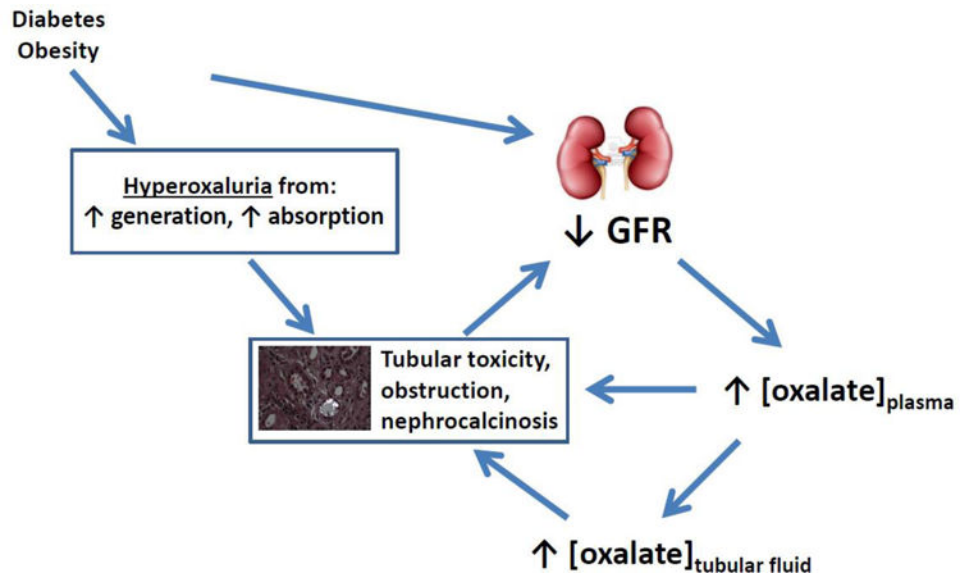 Diabetes
Obesity
Hyperoxaluria from:
↑ generation, ↑ absorption
↓ GFR
Tubular toxicity,
obstruction,
nephrocalcinosis
↑ [oxalate]plasma
↑ [oxalate]tubular fluid